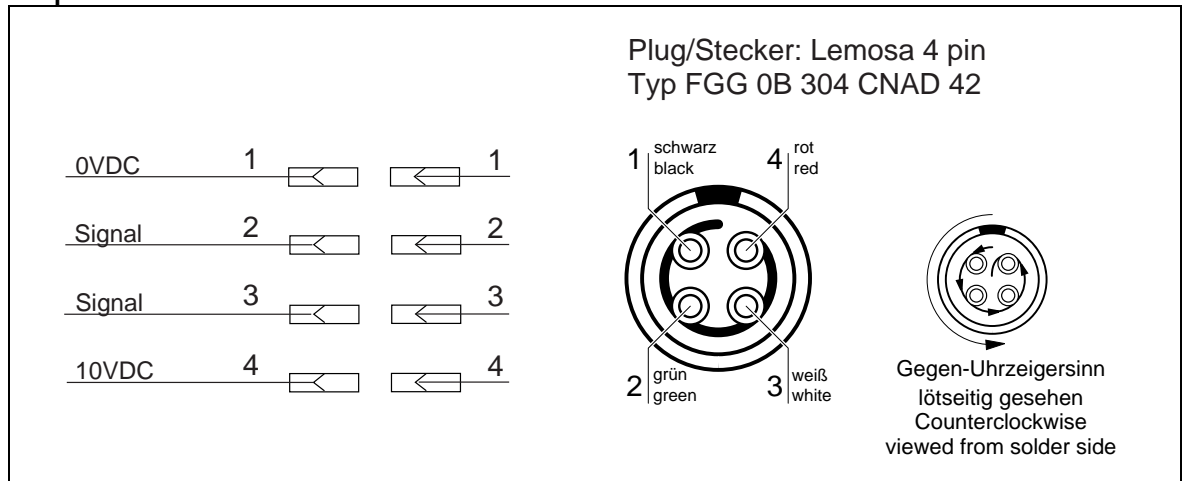 Plug/Stecker: Lemosa 4 pin
Typ FGG 0B 304 CNAD 42
0VDC 1 1
Signal 2 2
Signal 3 3
10VDC 4 4
1 schwarz
black
4 rot
red
2 grün
green
3 weiß
white
Gegen-Uhrzeigersinn
lötseitig gesehen
Counterclockwise
viewed from solder side